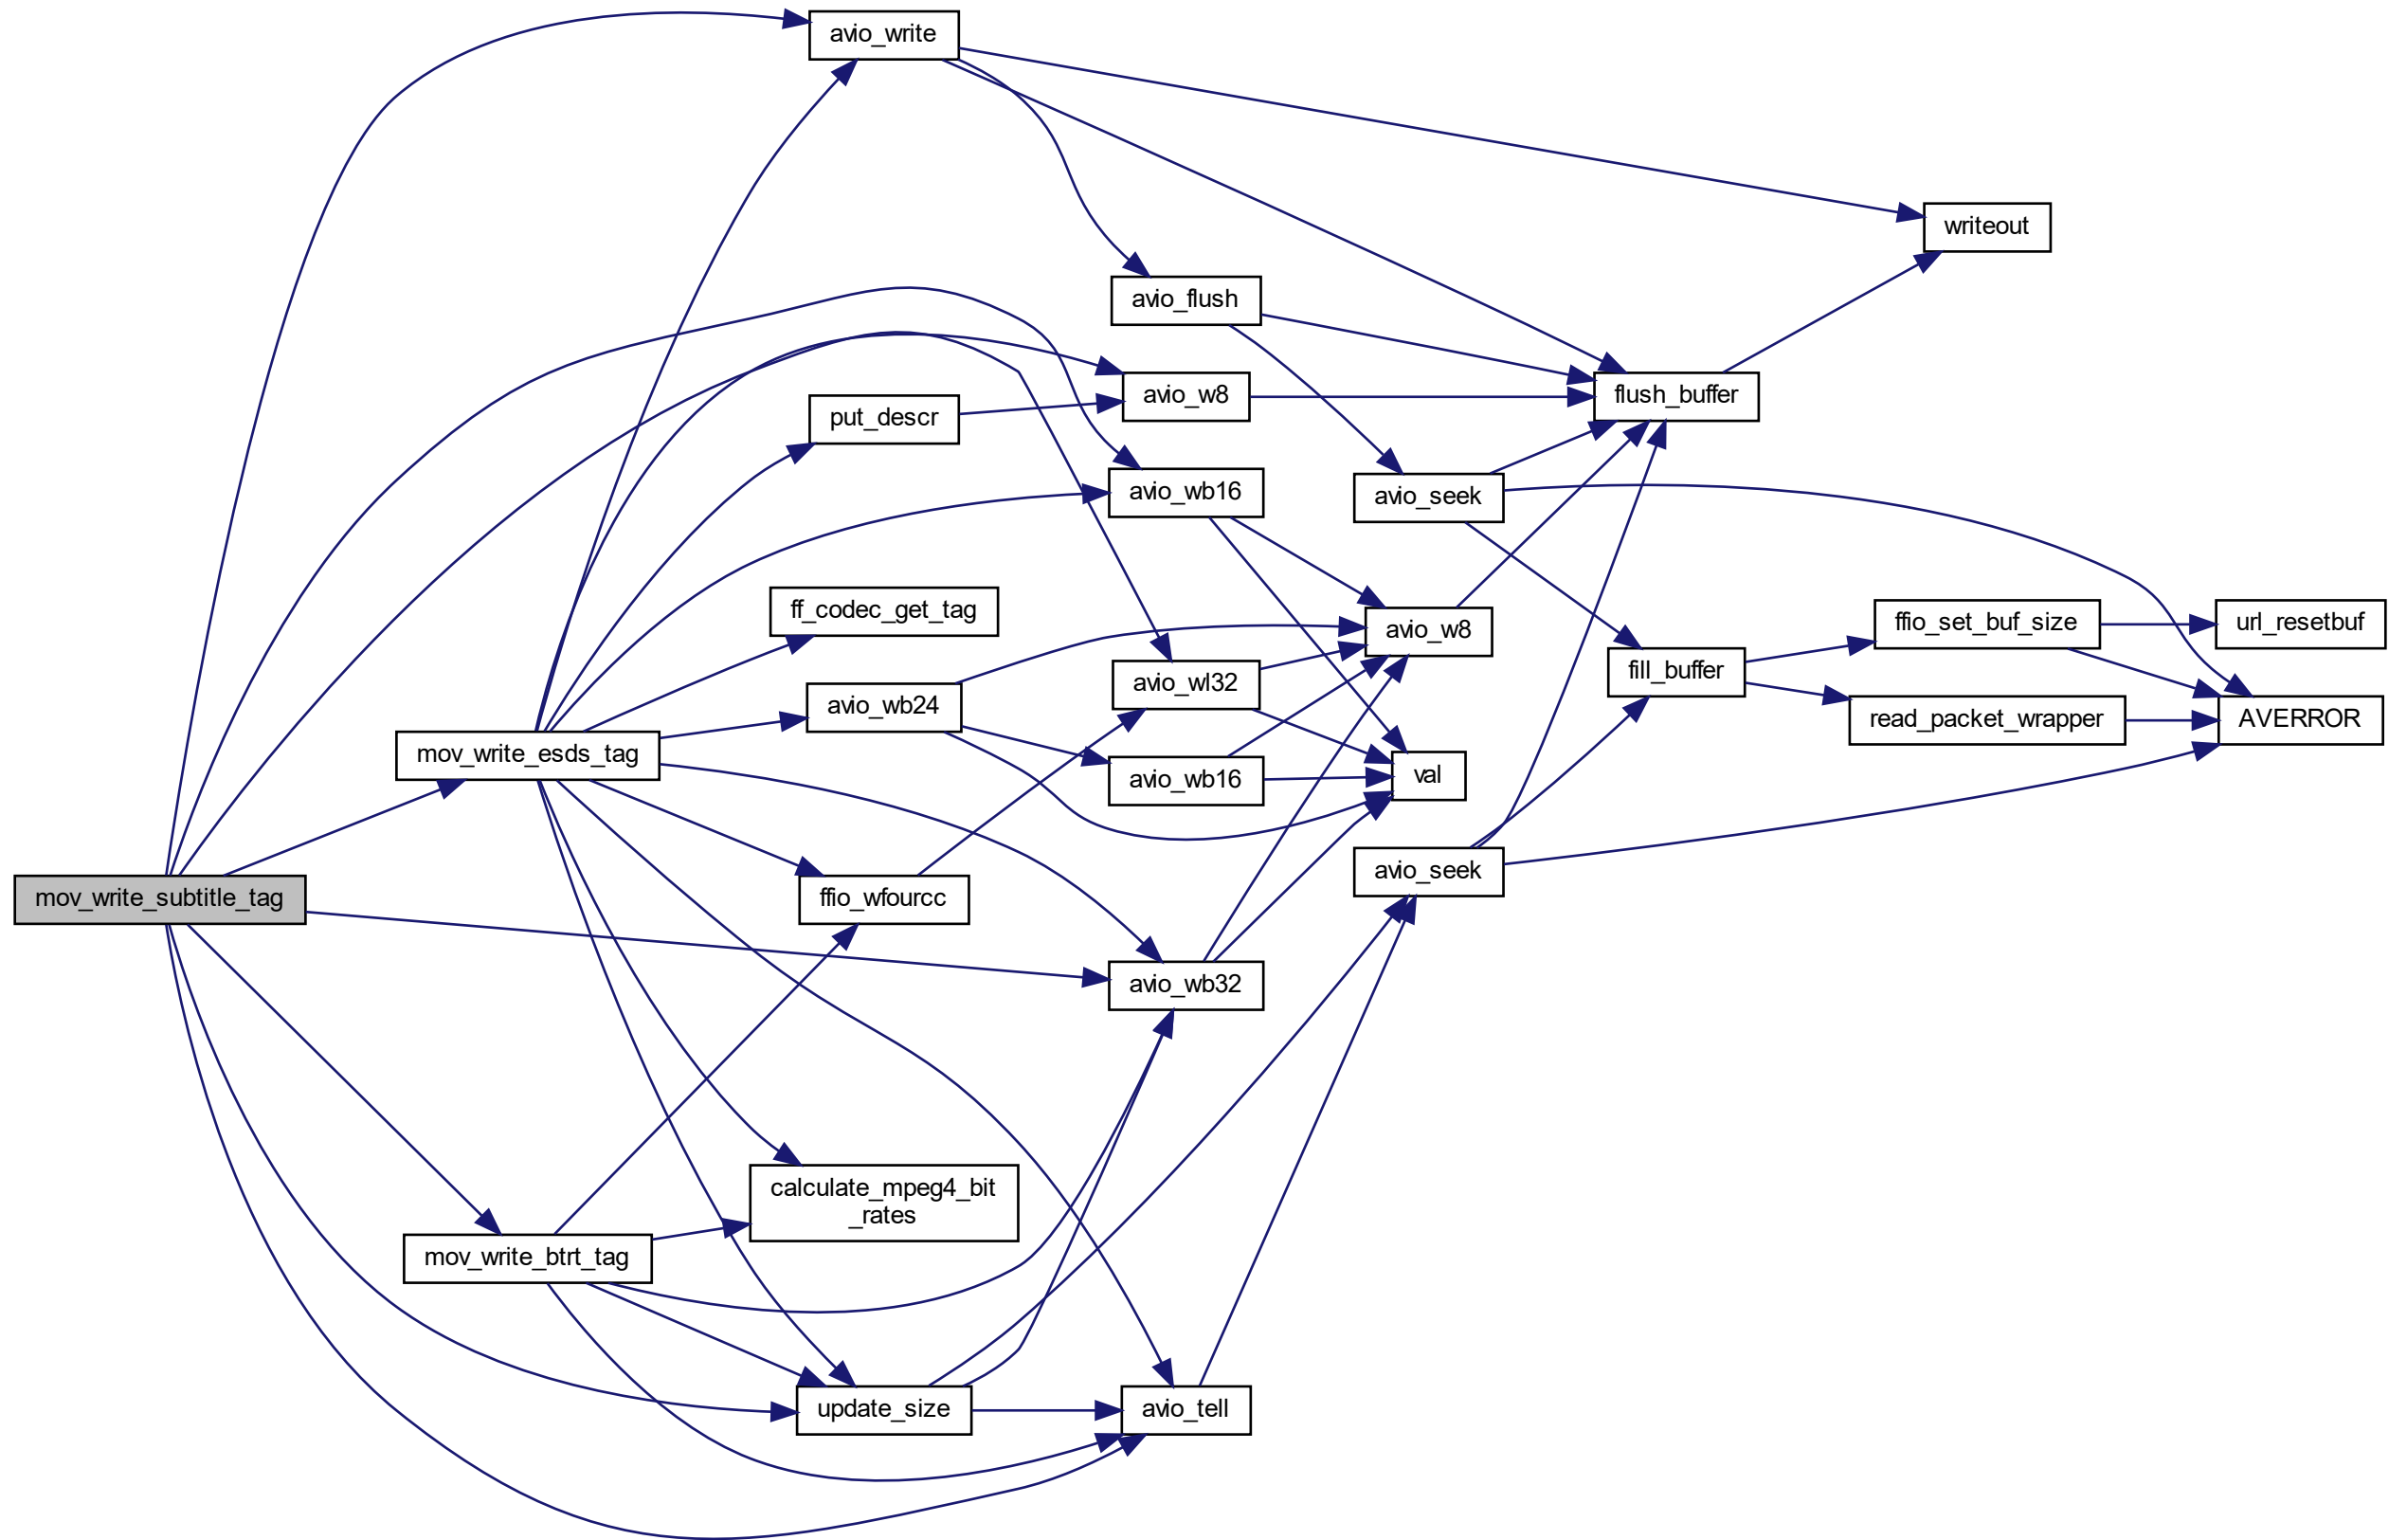 avio_write
writeout
avio_flush
avio_w8
flush_buffer
put_descr
avio_wb16
avio_seek
ff_codec_get_tag
avio_w8
ffio_set_buf_size
url_resetbuf
fill_buffer
avio_wl32
avio_wb24
read_packet_wrapper
AVERROR
mov_write_esds_tag
avio_wb16
val
avio_seek
mov_write_subtitle_tag
ffio_wfourcc
avio_wb32
calculate_mpeg4_bit
_rates
mov_write_btrt_tag
update_size
avio_tell